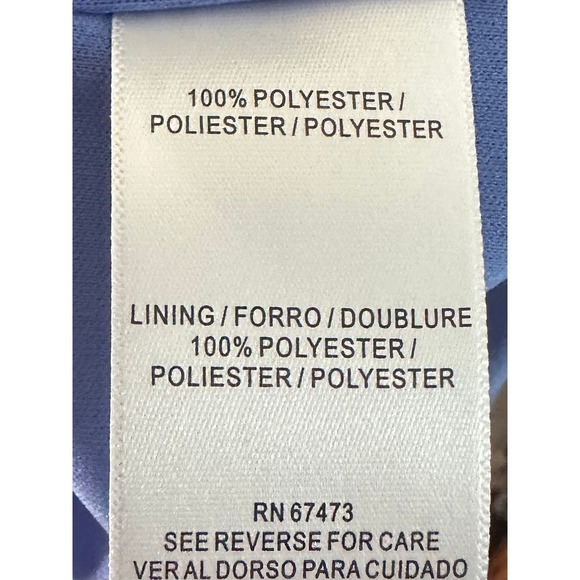 100% POLYESTER /
POLIESTER / POLYESTER
LINING / FORRO / DOUBLURE
100% POLYESTER /
POLIESTER / POLYESTER
RN 67473
SEE REVERSE FOR CARE
VER AL DORSO PARA CUIDADO